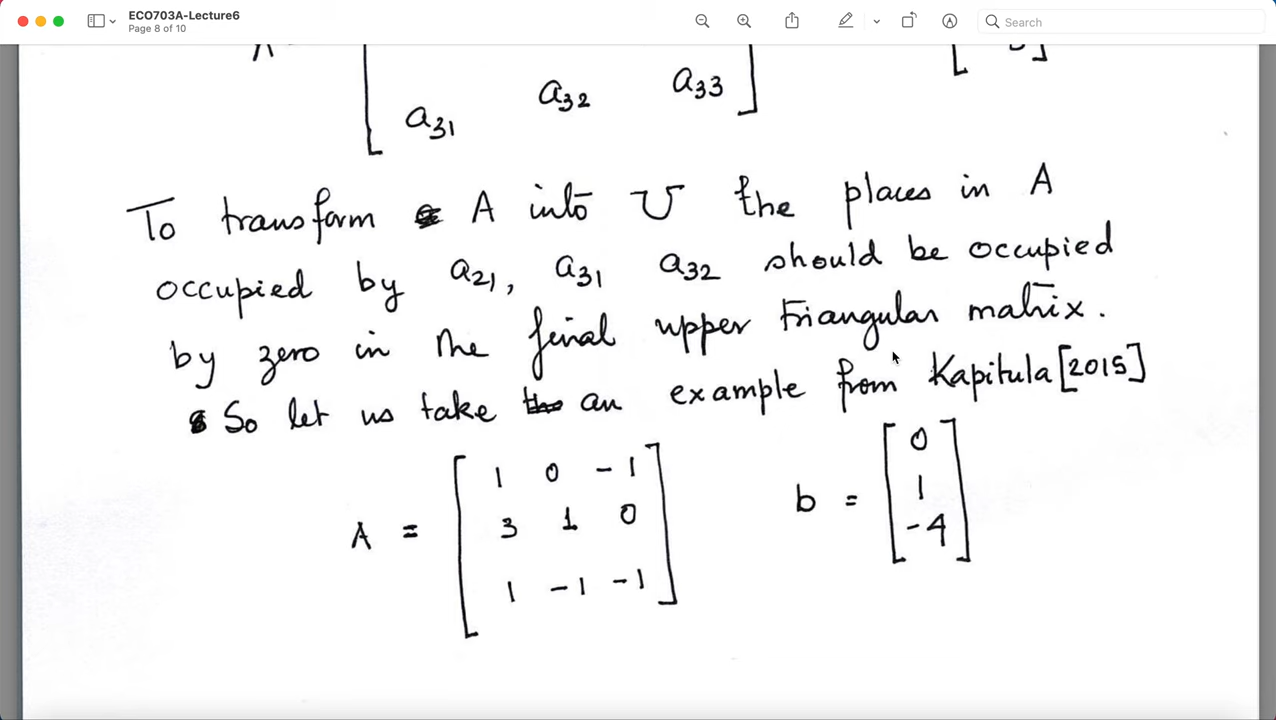 ECO703A-Lecture6
Page 8 of 10
Search
a32 a33
a31
To transform A into U the places in A
occupied by a21, a31 a32 should be occupied
by zero in the final upper triangular matrix.
So let us take an example from Kapitula [2015]
A = [ 1 0 -1
3 1 0
1 -1 -1 ]
b = [ 0
1
-4 ]